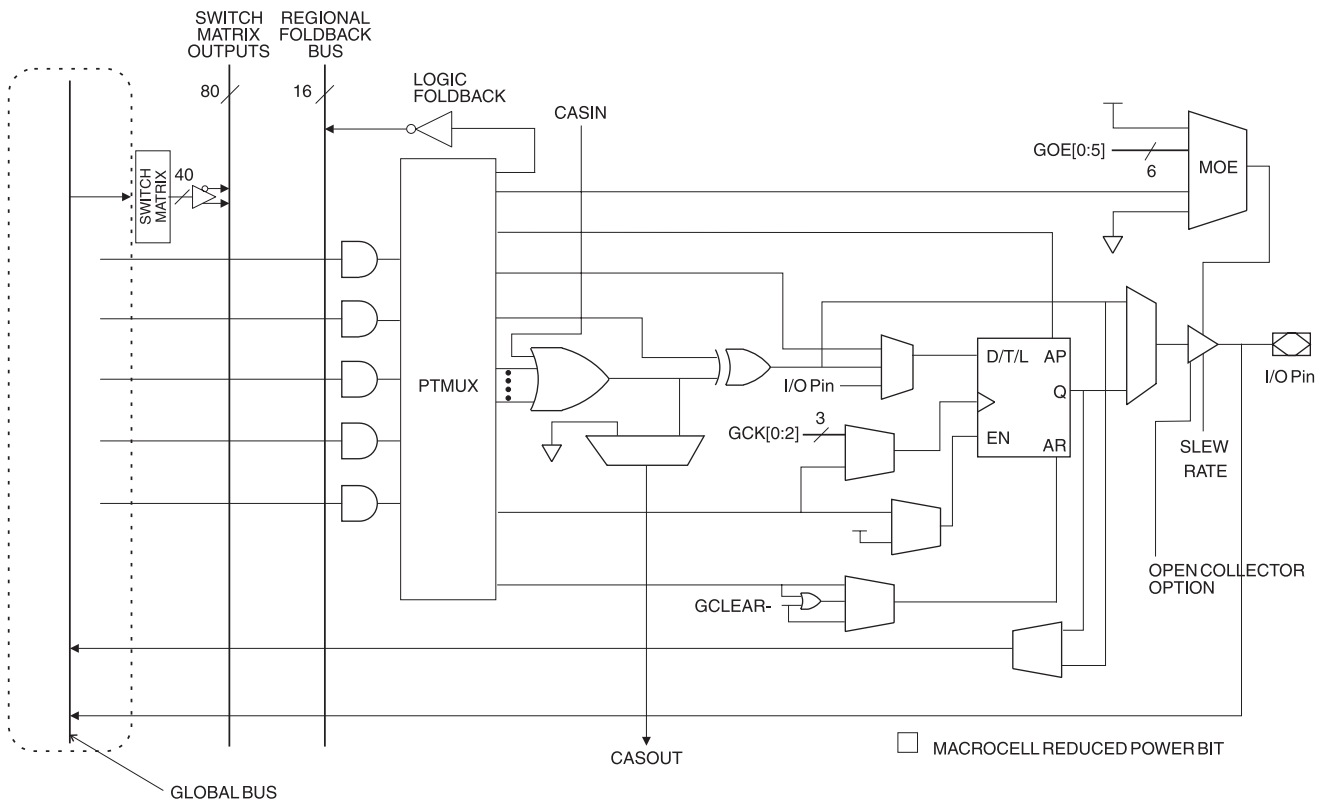 SWITCH
MATRIX
OUTPUTS
REGIONAL
FOLDBACK
BUS
80
16
LOGIC
FOLDBACK
CASIN
GOE[0:5]
6
MOE
SWITCH
MATRIX
40
PTMUX
D/T/L AP
Q
EN
AR
I/O Pin
I/O Pin
GCK[0:2]
3
SLEW
RATE
OPEN COLLECTOR
OPTION
GCLEAR-
CASOUT
MACROCELL REDUCED POWER BIT
GLOBAL BUS